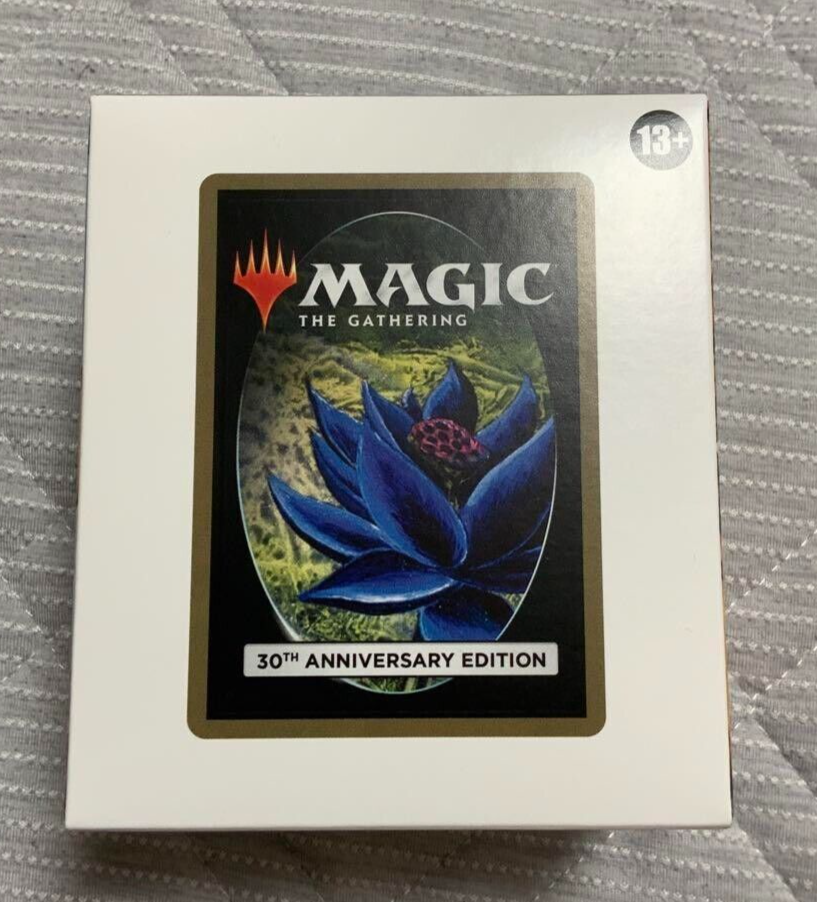 13+
MAGIC
THE GATHERING
30TH ANNIVERSARY EDITION